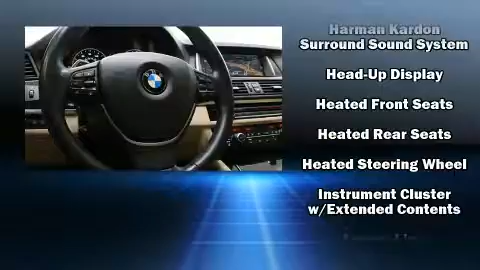 Harman Kardon
Surround Sound System
Head-Up Display
Heated Front Seats
Heated Rear Seats
Heated Steering Wheel
Instrument Cluster
w/Extended Contents